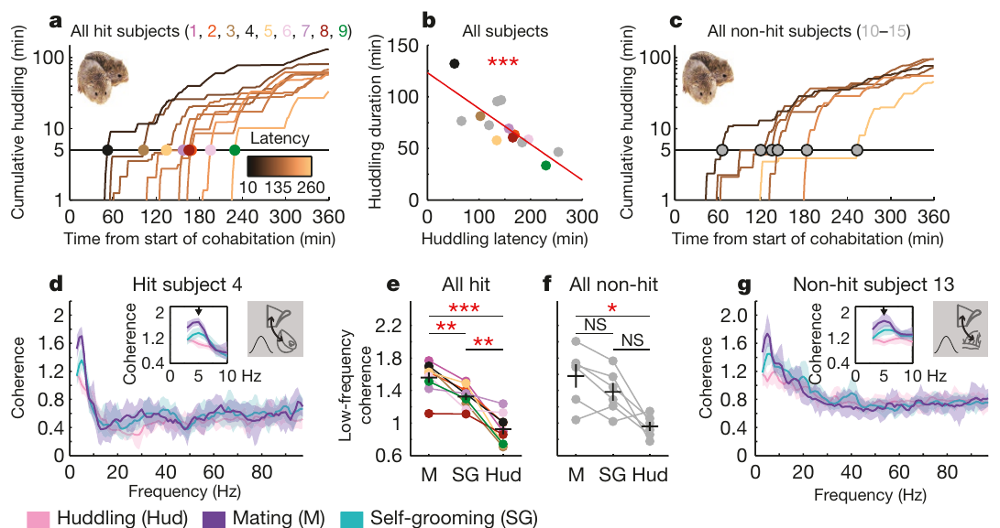 a
All hit subjects (1, 2, 3, 4, 5, 6, 7, 8, 9)
Cumulative huddling (min)
100
10
5
1
Latency
10 135 260
0 60 120 180 240 300 360
Time from start of cohabitation (min)
b
All subjects
***
Huddling duration (min)
150
100
50
0
0 100 200 300
Huddling latency (min)
c
All non-hit subjects (10–15)
Cumulative huddling (min)
100
10
5
1
0 60 120 180 240 300 360
Time from start of cohabitation (min)
d
Hit subject 4
Coherence
2
1.6
1.2
0.8
0.4
0
0 20 40 60 80
Frequency (Hz)
Coherence
2
1.2
0.4
0 5 10 Hz
e
All hit
Low-frequency
coherence
2.2
1.8
1.4
1
0.6
***
**
**
M SG Hud
f
All non-hit
*
NS
NS
M SG Hud
g
Non-hit subject 13
Coherence
2.0
1.6
1.2
0.8
0.4
0
0 20 40 60 80
Frequency (Hz)
Coherence
2
1.2
0.4
0 5 10 Hz
Huddling (Hud) Mating (M) Self-grooming (SG)